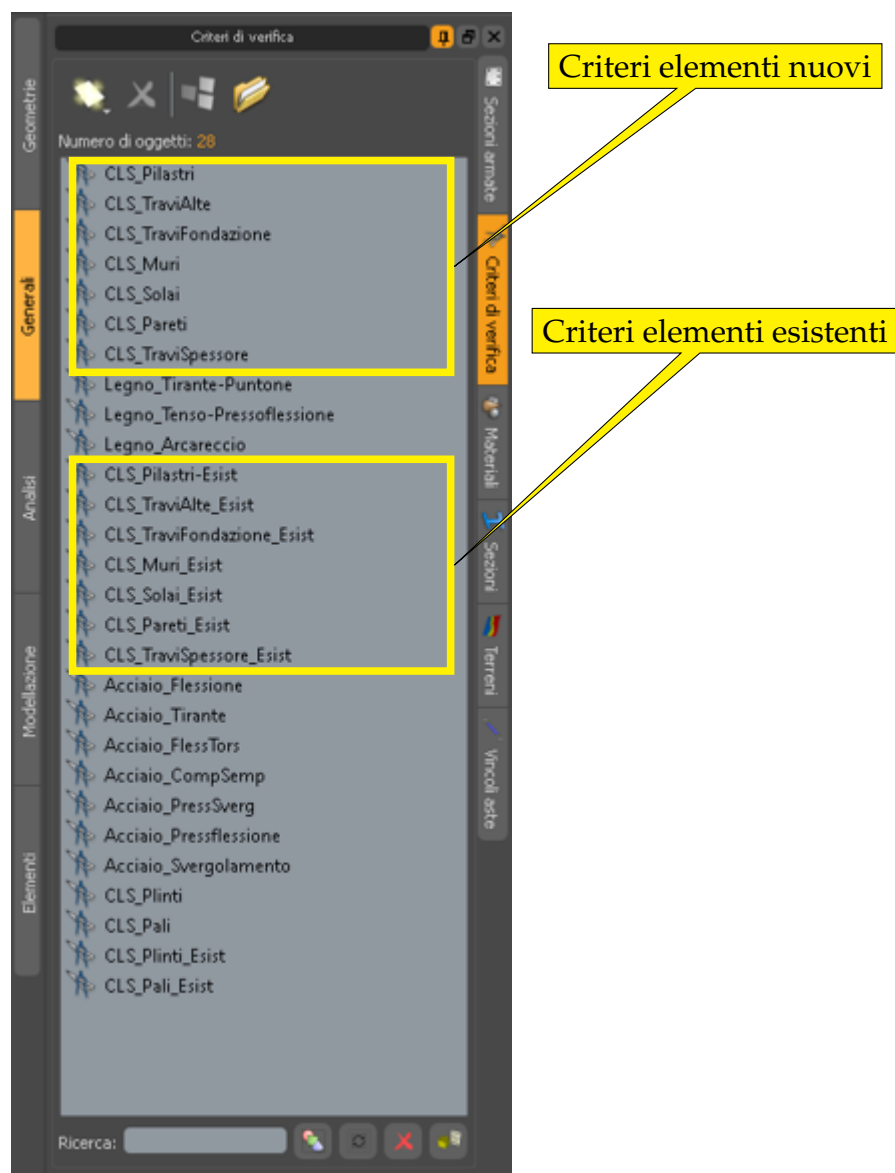 Criteri di verifica
Criteri elementi nuovi
Numero di oggetti: 28
CLS_Pilastri
CLS_TraviAlte
CLS_TraviFondazione
CLS_Muri
CLS_Solai
CLS_Pareti
CLS_TraviSpessore
Legno_Tirante-Puntone
Legno_Tenso-Pressoflessione
Legno_Arcareccio
CLS_Pilastri-Esist
CLS_TraviAlte_Esist
CLS_TraviFondazione_Esist
CLS_Muri_Esist
CLS_Solai_Esist
CLS_Pareti_Esist
CLS_TraviSpessore_Esist
Acciaio_Flessione
Acciaio_Tirante
Acciaio_FlessTors
Acciaio_CompSemp
Acciaio_PressSverg
Acciaio_Pressflessione
Acciaio_Svergolamento
CLS_Plinti
CLS_Pali
CLS_Plinti_Esist
CLS_Pali_Esist
Ricerca:
Criteri elementi esistenti
Geometrie
Generali
Analisi
Modellazione
Elementi
Sezioni armate
Criteri di verifica
Materiali
Sezioni
Terreni
Vincoli aste